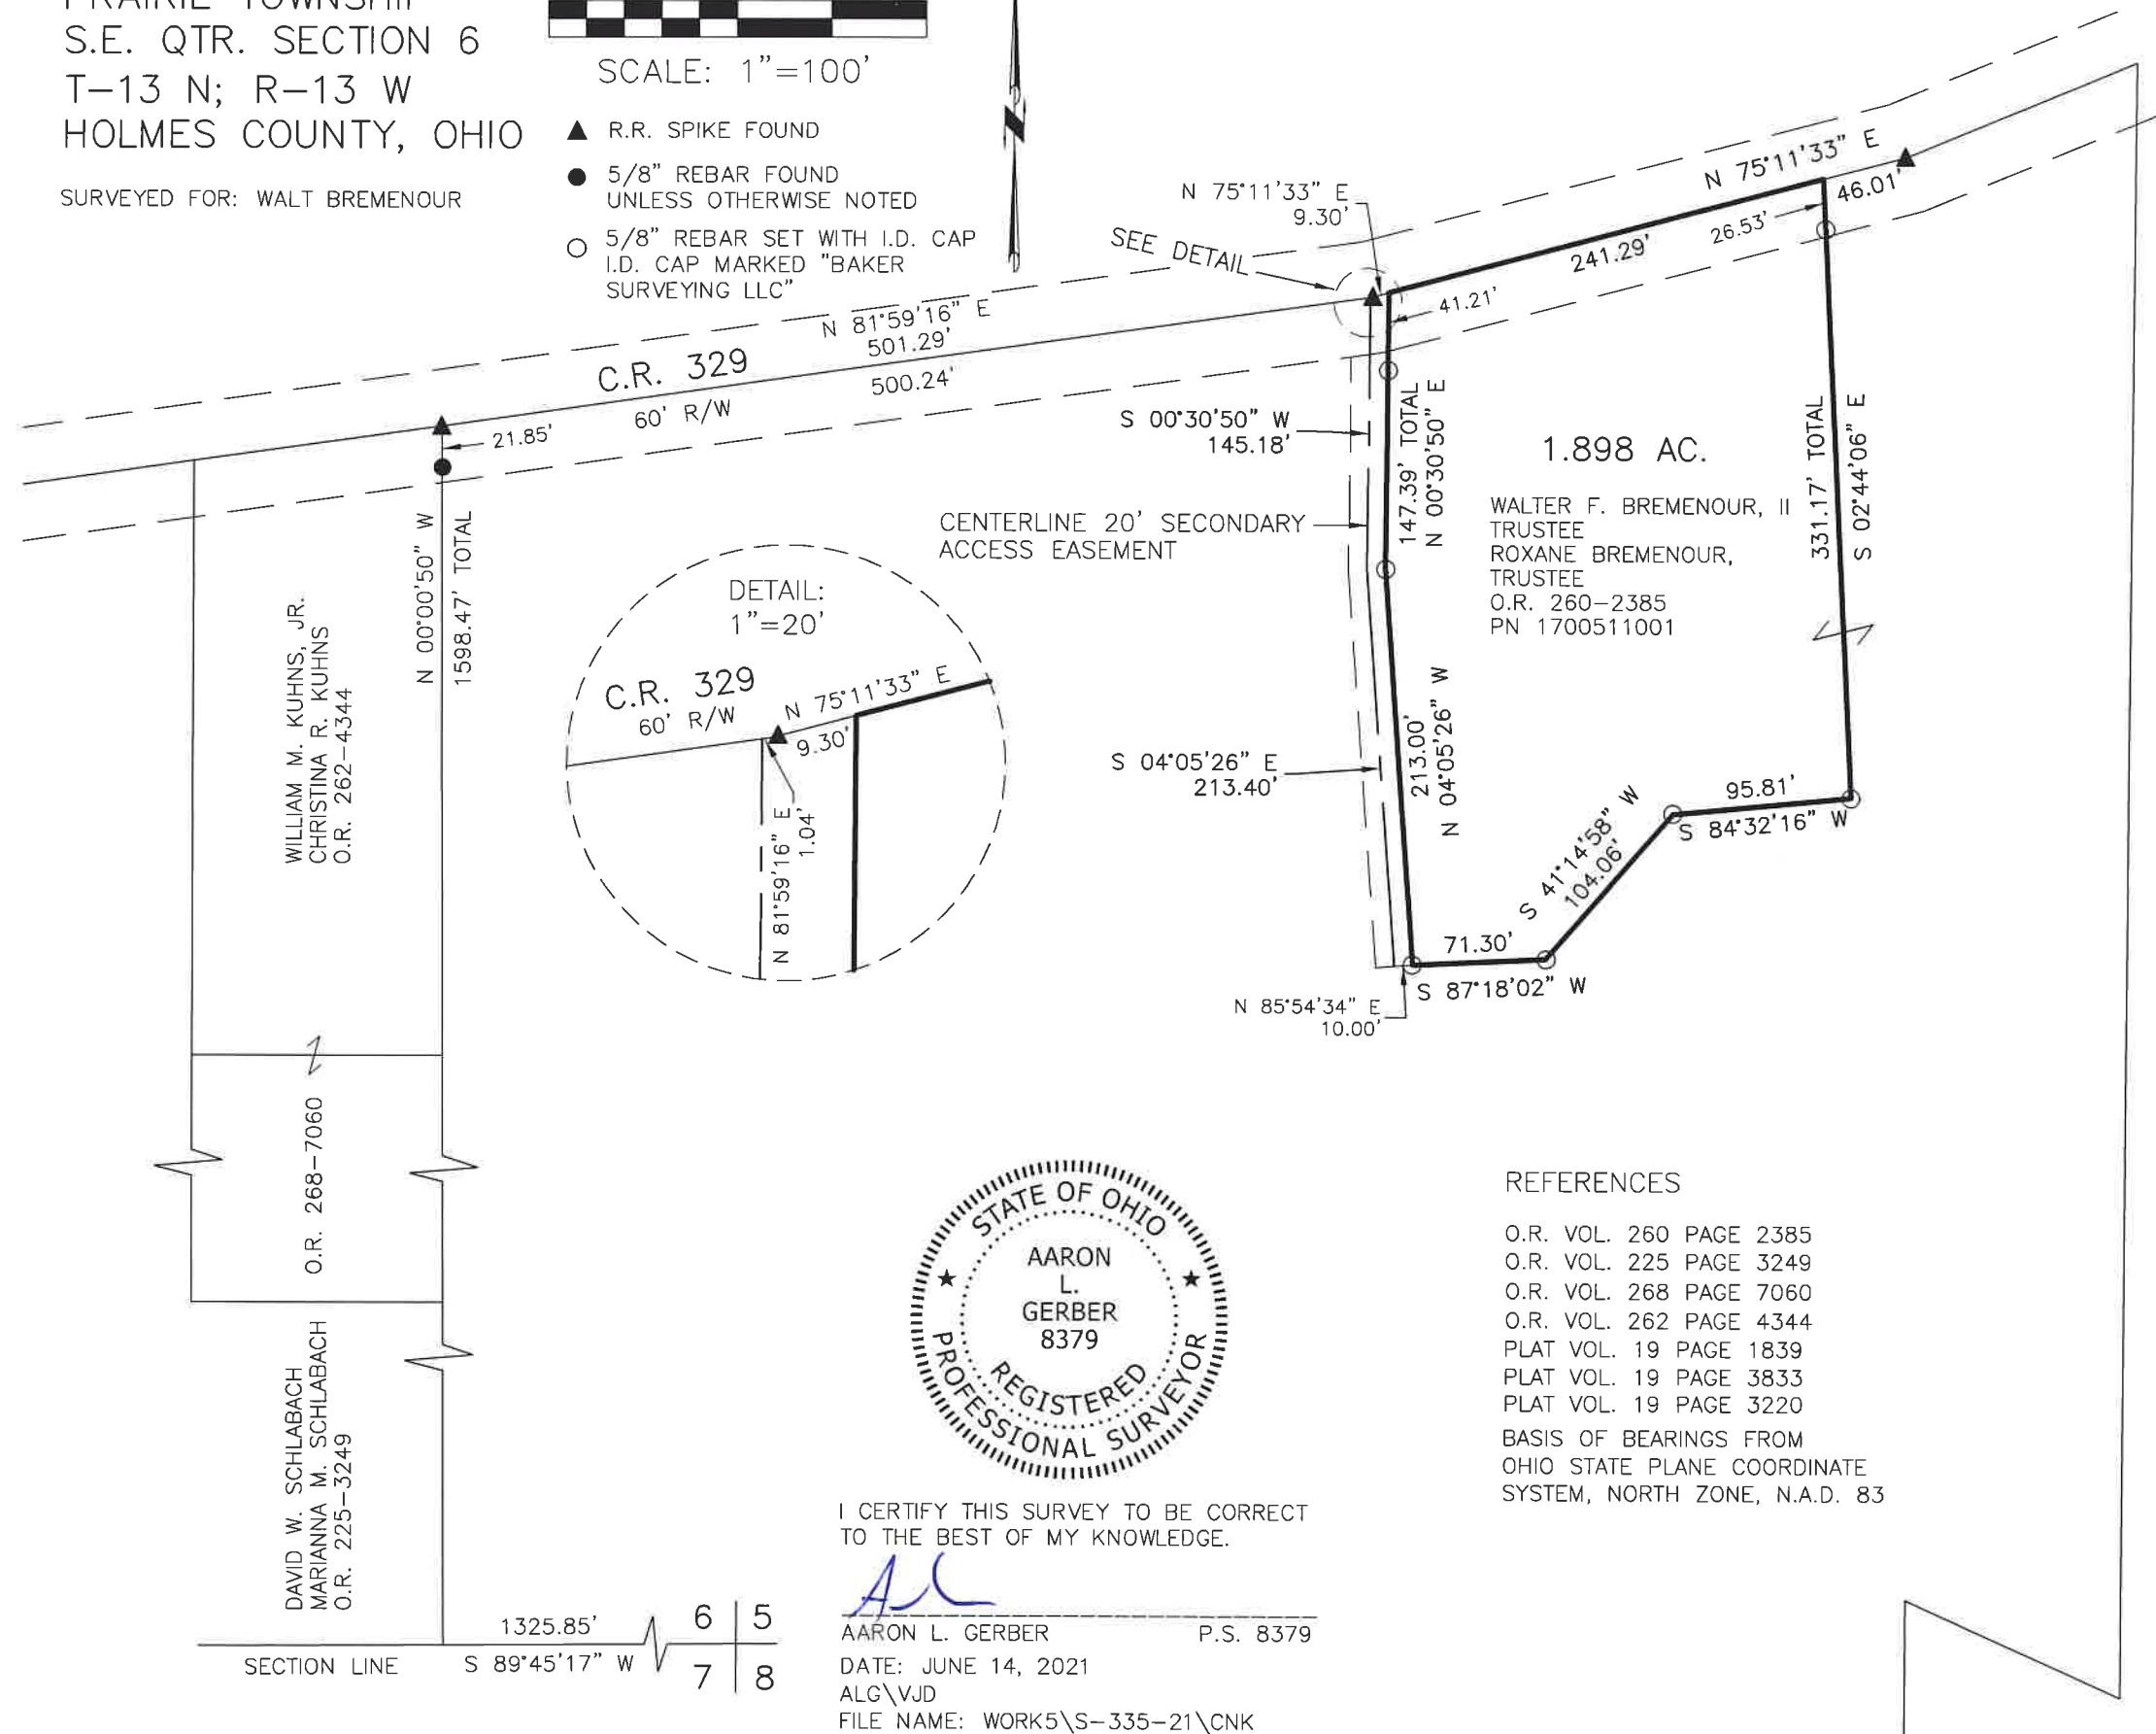 PRAIRIE TOWNSHIP
S.E. QTR. SECTION 6
T-13 N; R-13 W
HOLMES COUNTY, OHIO
SURVEYED FOR: WALT BREMENOUR
SCALE: 1"=100'
R.R. SPIKE FOUND
5/8" REBAR FOUND
UNLESS OTHERWISE NOTED
5/8" REBAR SET WITH I.D. CAP
I.D. CAP MARKED "BAKER
SURVEYING LLC"
N
N 75°11'33" E
9.30'
SEE DETAIL
N 75°11'33" E
46.01'
26.53'
241.29'
41.21'
N 81°59'16" E
501.29'
C.R. 329
500.24'
60' R/W
21.85'
S 00°30'50" W
145.18'
147.39' TOTAL
N 00°30'50" E
1.898 AC.
WALTER F. BREMENOUR, II
TRUSTEE
ROXANE BREMENOUR,
TRUSTEE
O.R. 260-2385
PN 1700511001
331.17' TOTAL
S 02°44'06" E
CENTERLINE 20' SECONDARY
ACCESS EASEMENT
N 00°00'50" W
1598.47' TOTAL
WILLIAM M. KUHNS, JR.
CHRISTINA R. KUHNS
O.R. 262-4344
DETAIL:
1"=20'
C.R. 329
60' R/W
N 75°11'33" E
9.30'
N 81°59'16" E
1.04'
S 04°05'26" E
213.40'
213.00'
N 04°05'26" W
95.81'
S 84°32'16" W
S 41°14'58" W
104.06'
71.30'
S 87°18'02" W
N 85°54'34" E
10.00'
O.R. 268-7060
DAVID W. SCHLABACH
MARIANNA M. SCHLABACH
O.R. 225-3249
STATE OF OHIO
AARON
L.
GERBER
8379
REGISTERED
PROFESSIONAL SURVEYOR
REFERENCES
O.R. VOL. 260 PAGE 2385
O.R. VOL. 225 PAGE 3249
O.R. VOL. 268 PAGE 7060
O.R. VOL. 262 PAGE 4344
PLAT VOL. 19 PAGE 1839
PLAT VOL. 19 PAGE 3833
PLAT VOL. 19 PAGE 3220
BASIS OF BEARINGS FROM
OHIO STATE PLANE COORDINATE
SYSTEM, NORTH ZONE, N.A.D. 83
I CERTIFY THIS SURVEY TO BE CORRECT
TO THE BEST OF MY KNOWLEDGE.
AARON L. GERBER P.S. 8379
DATE: JUNE 14, 2021
ALG\VJD
FILE NAME: WORK5\S-335-21\CNK
1325.85'
SECTION LINE S 89°45'17" W
6 5
7 8